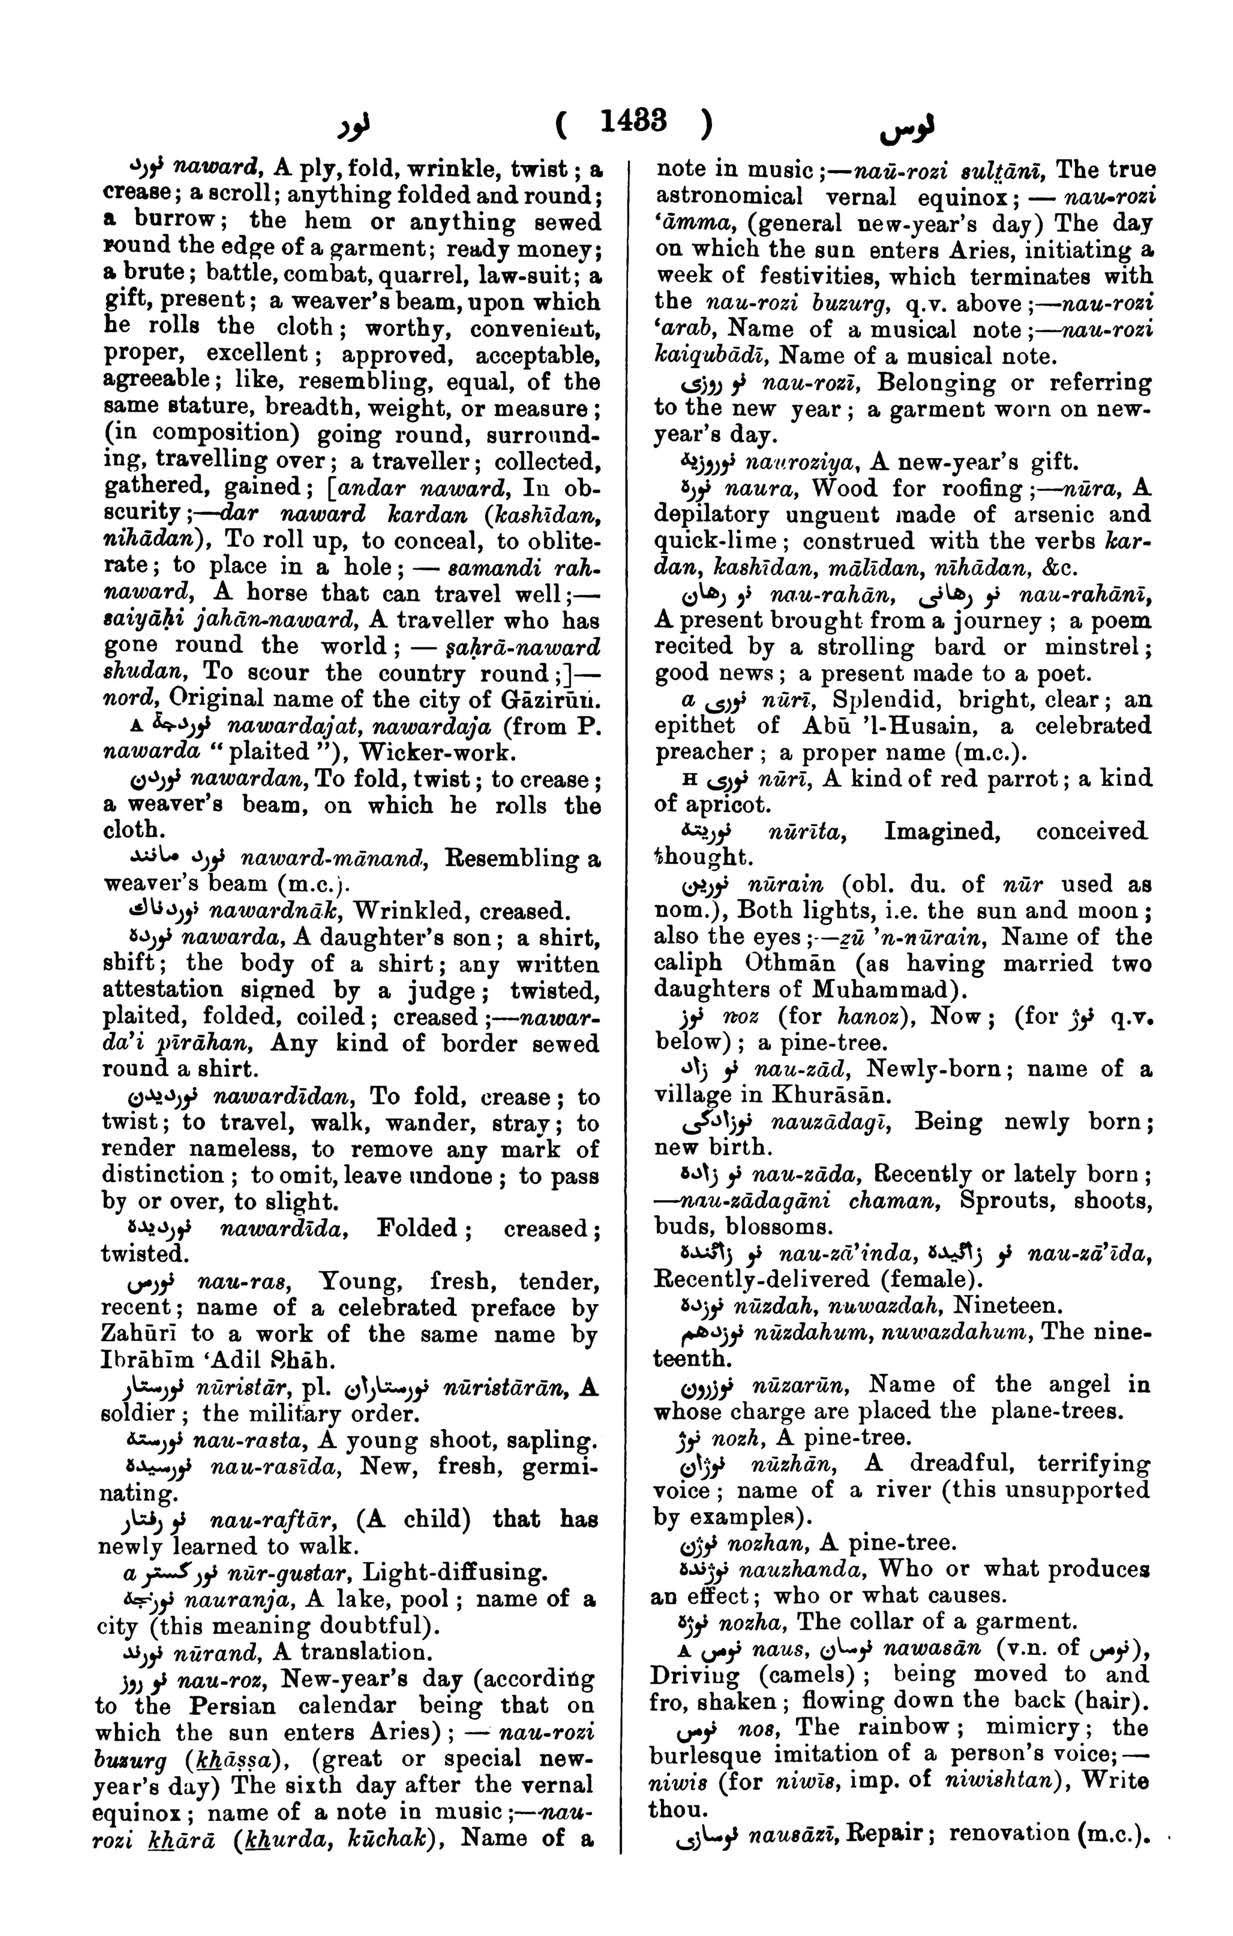 نور ( 1433 ) نوس
نورد naward, A ply, fold, wrinkle, twist ; a
crease ; a scroll ; anything folded and round ;
a burrow ; the hem or anything sewed
round the edge of a garment ; ready money ;
a brute ; battle, combat, quarrel, law-suit ; a
gift, present ; a weaver's beam, upon which
he rolls the cloth ; worthy, convenient,
proper, excellent ; approved, acceptable,
agreeable ; like, resembling, equal, of the
same stature, breadth, weight, or measure ;
(in composition) going round, surround-
ing, travelling over ; a traveller ; collected,
gathered, gained ; [andar naward, In ob-
scurity ;—dar naward kardan (kashīdan,
nihādan), To roll up, to conceal, to oblite-
rate ; to place in a hole ; — samandi rah-
naward, A horse that can travel well ;—
saiyāḥi jahān-naward, A traveller who has
gone round the world ; — ṣaḥrā-naward
shudan, To scour the country round ;]—
nord, Original name of the city of Gāzirūn.
A نوردجة nawardajat, nawardaja (from P.
nawarda “ plaited ”), Wicker-work.
نوردن nawardan, To fold, twist ; to crease ;
a weaver's beam, on which he rolls the
cloth.
نورد مانند naward-mānand, Resembling a
weaver's beam (m.c.).
نوردناك nawardnāk, Wrinkled, creased.
نورده nawarda, A daughter's son ; a shirt,
shift ; the body of a shirt ; any written
attestation signed by a judge ; twisted,
plaited, folded, coiled ; creased ;—nawar-
da'i pīrāhan, Any kind of border sewed
round a shirt.
نورديدن nawardīdan, To fold, crease ; to
twist ; to travel, walk, wander, stray ; to
render nameless, to remove any mark of
distinction ; to omit, leave undone ; to pass
by or over, to slight.
نورديده nawardīda, Folded ; creased ;
twisted.
نورس nau-ras, Young, fresh, tender,
recent ; name of a celebrated preface by
Zahūrī to a work of the same name by
Ibrāhīm ‘Adil Shāh.
نورستار nūristār, pl. نورستاران nūristārān, A
soldier ; the military order.
نورسته nau-rasta, A young shoot, sapling.
نورسيده nau-rasīda, New, fresh, germi-
nating.
نو رفتار nau-raftār, (A child) that has
newly learned to walk.
a نور گستر nūr-gustar, Light-diffusing.
نورنجه nauranja, A lake, pool ; name of a
city (this meaning doubtful).
نورند nūrand, A translation.
نو روز nau-roz, New-year's day (according
to the Persian calendar being that on
which the sun enters Aries) ; — nau-rozi
buzurg (khāṣṣa), (great or special new-
year's day) The sixth day after the vernal
equinox ; name of a note in music ;—nau-
rozi khārā (khurda, kūchak), Name of a
note in music ;—naū-rozi sulṭānī, The true
astronomical vernal equinox ; — nau-rozi
‘āmma, (general new-year's day) The day
on which the sun enters Aries, initiating a
week of festivities, which terminates with
the nau-rozi buzurg, q.v. above ;—nau-rozi
‘arab, Name of a musical note ;—nau-rozi
kaiqubādī, Name of a musical note.
نو روزى nau-rozī, Belonging or referring
to the new year ; a garment worn on new-
year's day.
نوروزيه nauroziya, A new-year's gift.
نوره naura, Wood for roofing ;—nūra, A
depilatory unguent made of arsenic and
quick-lime ; construed with the verbs kar-
dan, kashīdan, mālīdan, nīhādan, &c.
نو رهان nau-rahān, نو رهانى nau-rahānī,
A present brought from a journey ; a poem
recited by a strolling bard or minstrel ;
good news ; a present made to a poet.
a نورى nūrī, Splendid, bright, clear ; an
epithet of Abū 'l-Husain, a celebrated
preacher ; a proper name (m.c.).
H نورى nūrī, A kind of red parrot ; a kind
of apricot.
نوريته nūrīta, Imagined, conceived
thought.
نورين nūrain (obl. du. of nūr used as
nom.), Both lights, i.e. the sun and moon ;
also the eyes ;—ẕū 'n-nūrain, Name of the
caliph Othmān (as having married two
daughters of Muhammad).
نوز noz (for hanoz), Now ; (for نوژ q.v.
below) ; a pine-tree.
نو زاد nau-zād, Newly-born ; name of a
village in Khurāsān.
نوزادگى nauzādagī, Being newly born ;
new birth.
نو زاده nau-zāda, Recently or lately born ;
—nau-zādagāni chaman, Sprouts, shoots,
buds, blossoms.
نو زائنده nau-zā'inda, نو زائيده nau-zā'īda,
Recently-delivered (female).
نوزده nūzdah, nuwazdah, Nineteen.
نوزدهم nūzdahum, nuwazdahum, The nine-
teenth.
نوزرون nūzarūn, Name of the angel in
whose charge are placed the plane-trees.
نوژ nozh, A pine-tree.
نوژان nūzhān, A dreadful, terrifying
voice ; name of a river (this unsupported
by examples).
نوژن nozhan, A pine-tree.
نوژنده nauzhanda, Who or what produces
an effect ; who or what causes.
نوژه nozha, The collar of a garment.
A نوس naus, نوسان nawasān (v.n. of نوس),
Driving (camels) ; being moved to and
fro, shaken ; flowing down the back (hair).
نوس nos, The rainbow ; mimicry ; the
burlesque imitation of a person's voice ;—
niwis (for niwīs, imp. of niwishtan), Write
thou.
نوسازى nausāzī, Repair ; renovation (m.c.).